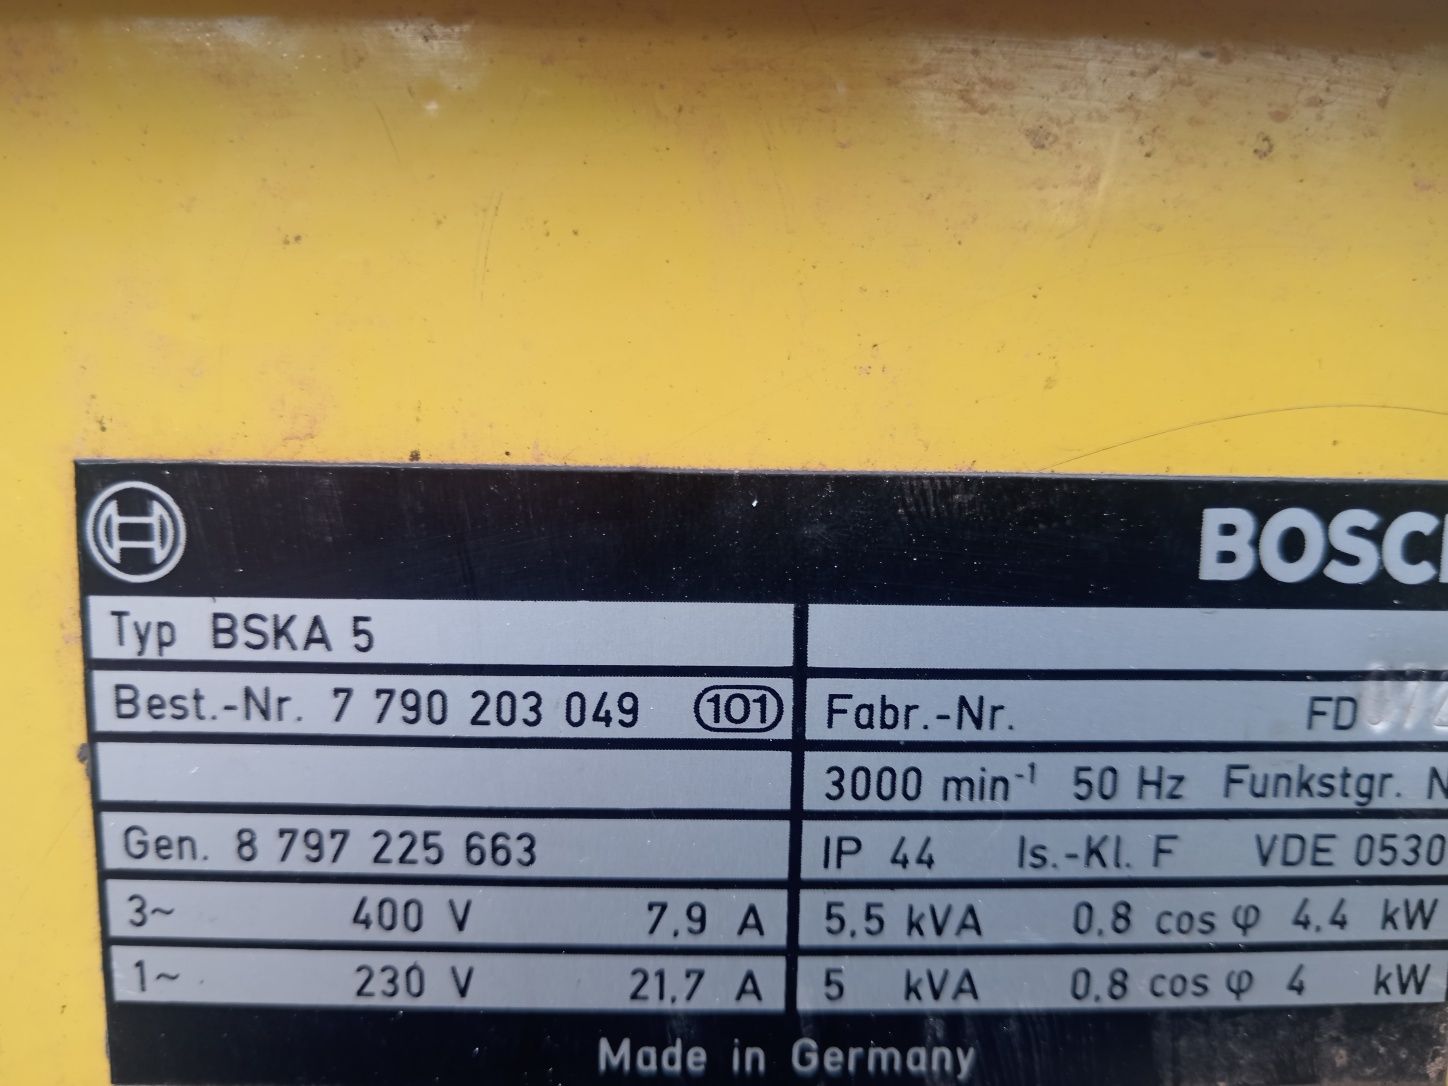 BOSCH
Typ BSKA 5
Best.-Nr. 7 790 203 049 101 Fabr.-Nr. FD
3000 min⁻¹ 50 Hz Funkstgr. N
Gen. 8 797 225 663 IP 44 Is.-Kl. F VDE 0530
3~ 400 V 7,9 A 5,5 kVA 0,8 cos φ 4,4 kW
1~ 230 V 21,7 A 5 kVA 0,8 cos φ 4 kW
Made in Germany